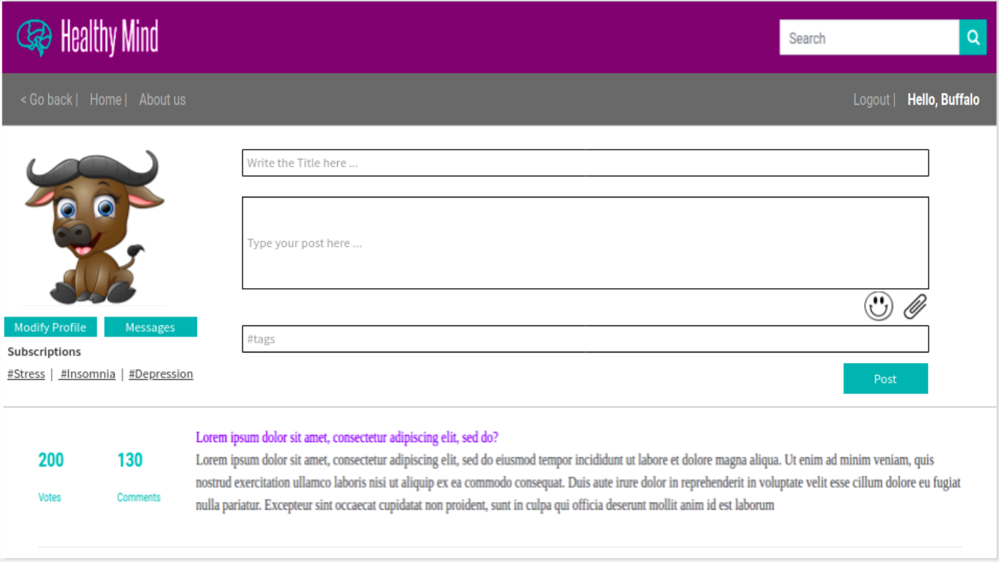 Healthy Mind
Search
< Go back | Home | About us
Logout | Hello, Buffalo
Write the Title here ...
Type your post here ...
#tags
Post
Modify Profile Messages
Subscriptions
#Stress | #Insomnia | #Depression
200 130
Votes Comments
Lorem ipsum dolor sit amet, consectetur adipiscing elit, sed do?
Lorem ipsum dolor sit amet, consectetur adipiscing elit, sed do eiusmod tempor incididunt ut labore et dolore magna aliqua. Ut enim ad minim veniam, quis
nostrud exercitation ullamco laboris nisi ut aliquip ex ea commodo consequat. Duis aute irure dolor in reprehenderit in voluptate velit esse cillum dolore eu fugiat
nulla pariatur. Excepteur sint occaecat cupidatat non proident, sunt in culpa qui officia deserunt mollit anim id est laborum